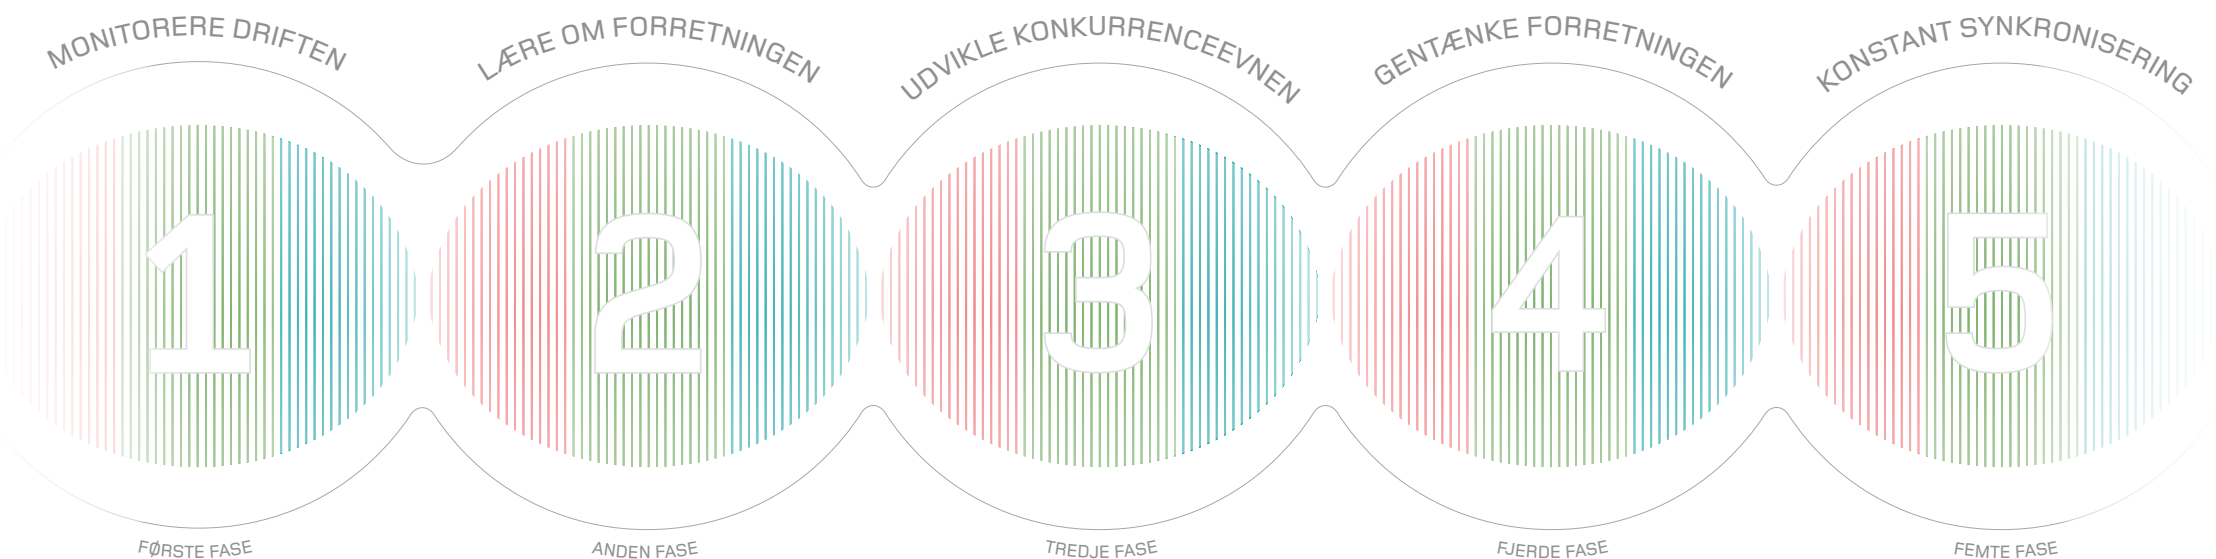 MONITORERE DRIFTEN
LÆRE OM FORRETNINGEN
UDVIKLE KONKURRENCEEVNEN
GENTÆNKE FORRETNINGEN
KONSTANT SYNKRONISERING
1
2
3
4
5
FØRSTE FASE
ANDEN FASE
TREDJE FASE
FJERDE FASE
FEMTE FASE